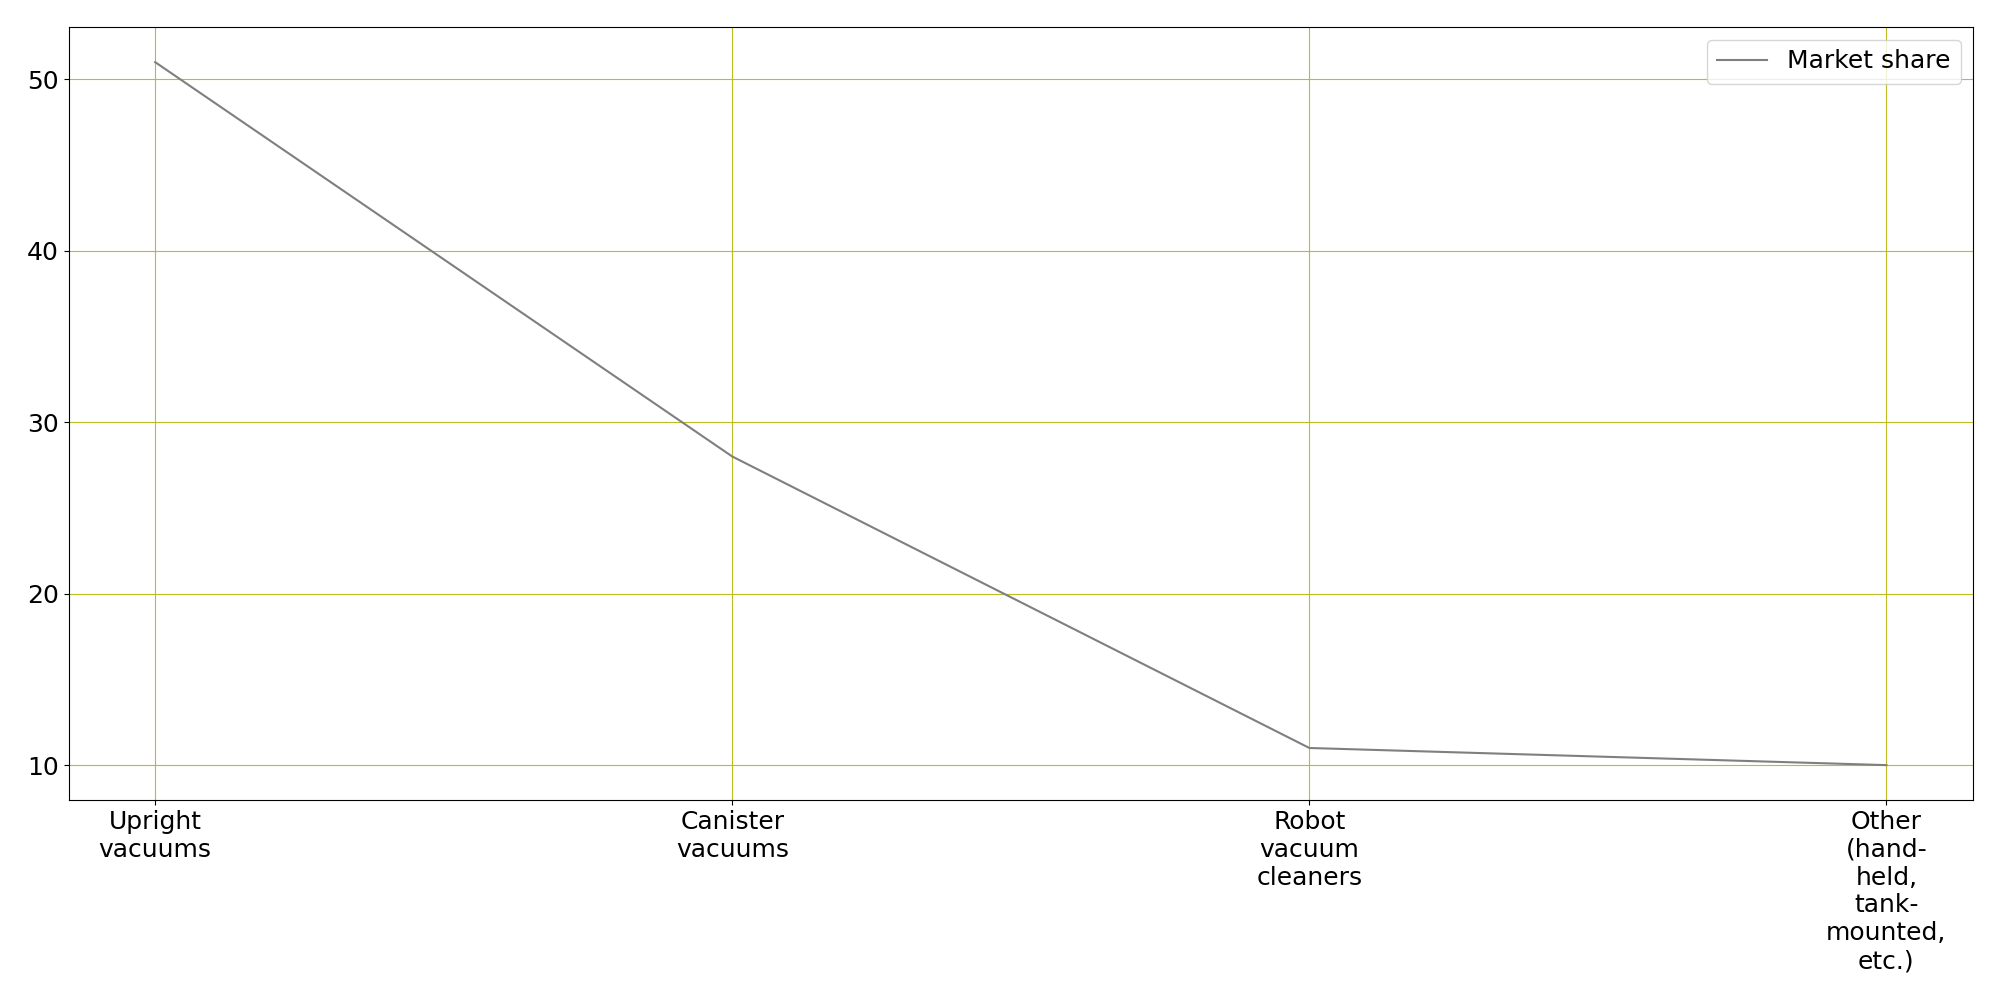 Market share
50
40
30
20
10
Upright
vacuums
Canister
vacuums
Robot
vacuum
cleaners
Other
(hand-
held,
tank-
mounted,
etc.)